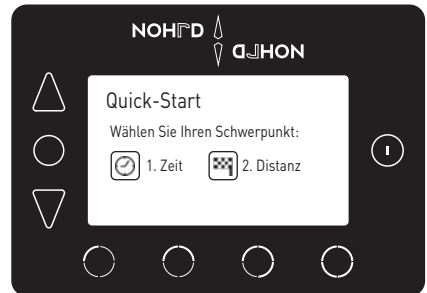 NOHrD
NOHrD
Quick-Start
Wählen Sie Ihren Schwerpunkt:
1. Zeit 2. Distanz